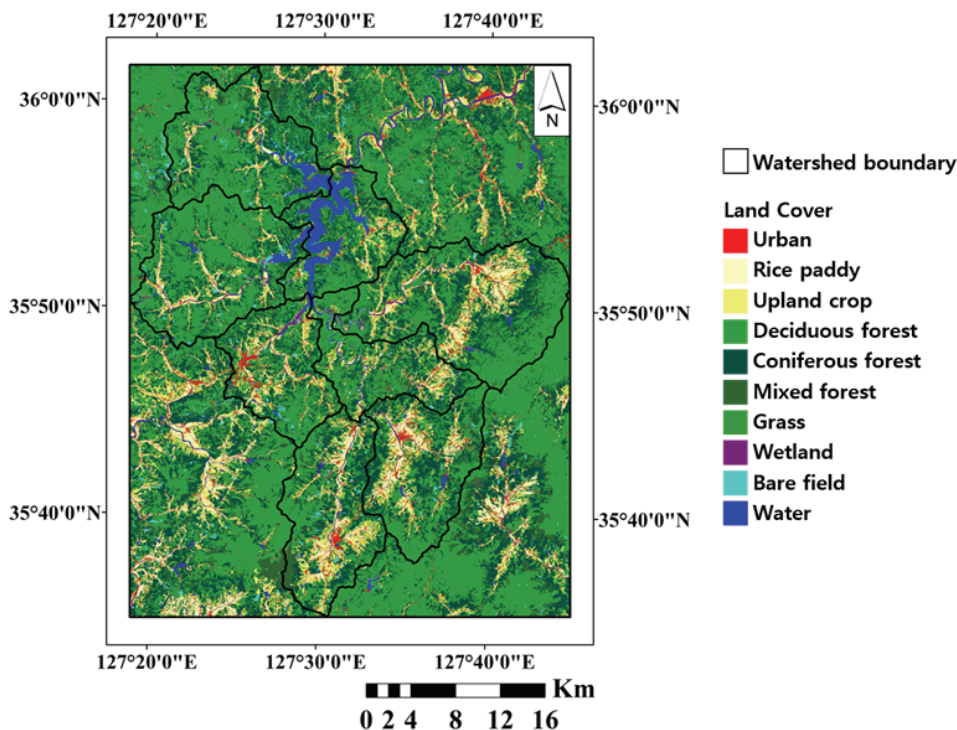 127°20'0"E 127°30'0"E 127°40'0"E
36°0'0"N
36°0'0"N
N
35°50'0"N
35°50'0"N
35°40'0"N
35°40'0"N
127°20'0"E 127°30'0"E 127°40'0"E
Km
0 2 4 8 12 16
Watershed boundary
Land Cover
Urban
Rice paddy
Upland crop
Deciduous forest
Coniferous forest
Mixed forest
Grass
Wetland
Bare field
Water